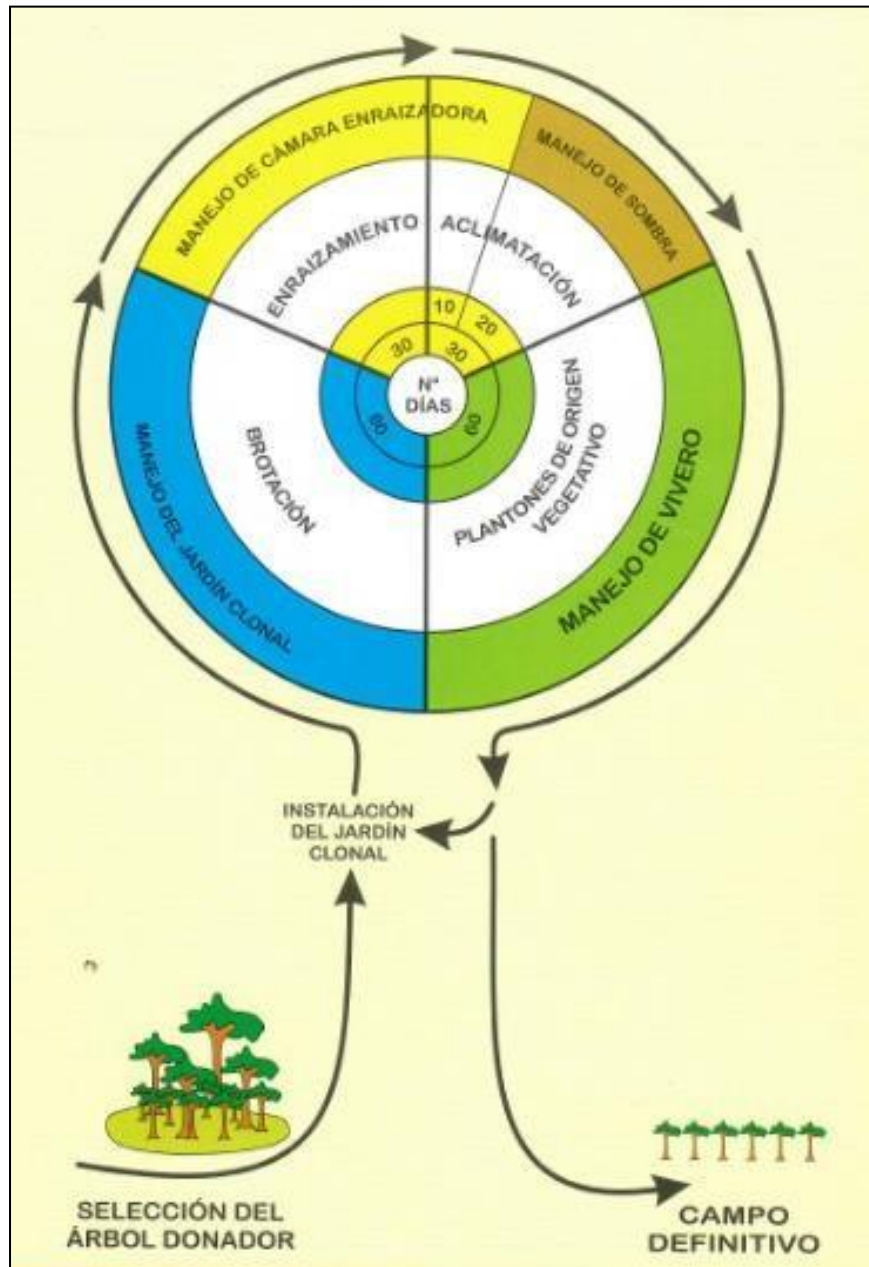 MANEJO DE CÁMARA ENRAIZADORA
MANEJO DE SOMBRA
ENRAIZAMIENTO
ACLIMATACIÓN
10
20
30
30
N°
DÍAS
60
60
BROTACIÓN
PLANTONES DE ORIGEN
VEGETATIVO
MANEJO DEL JARDÍN CLONAL
MANEJO DE VIVERO
INSTALACIÓN
DEL JARDÍN
CLONAL
SELECCIÓN DEL
ÁRBOL DONADOR
CAMPO
DEFINITIVO